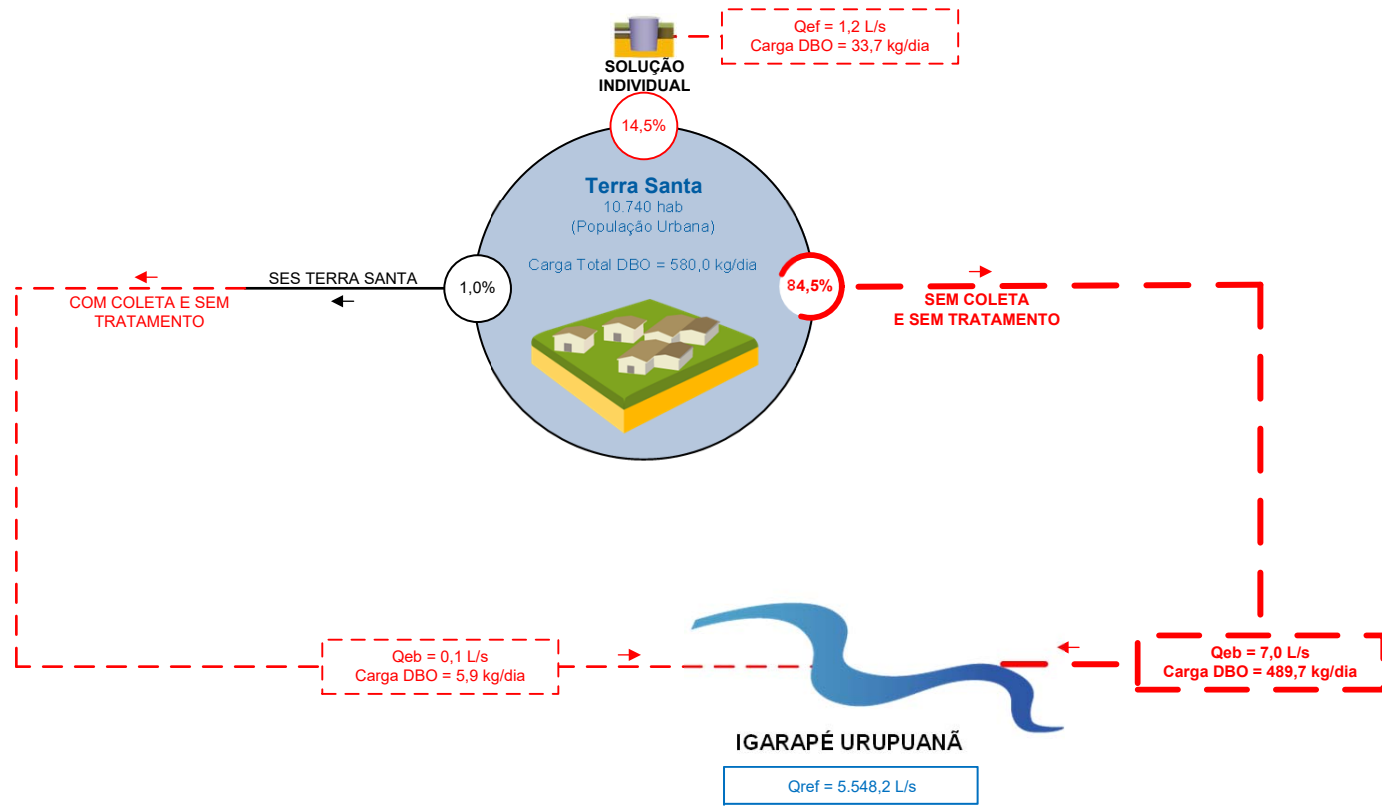 Qef = 1,2 L/s
Carga DBO = 33,7 kg/dia
SOLUÇÃO
INDIVIDUAL
14,5%
Terra Santa
10.740 hab
(População Urbana)
Carga Total DBO = 580,0 kg/dia
SES TERRA SANTA
1,0%
84,5%
COM COLETA E SEM
TRATAMENTO
SEM COLETA
E SEM TRATAMENTO
Qeb = 0,1 L/s
Carga DBO = 5,9 kg/dia
Qeb = 7,0 L/s
Carga DBO = 489,7 kg/dia
IGARAPÉ URUPUANÃ
Qref = 5.548,2 L/s